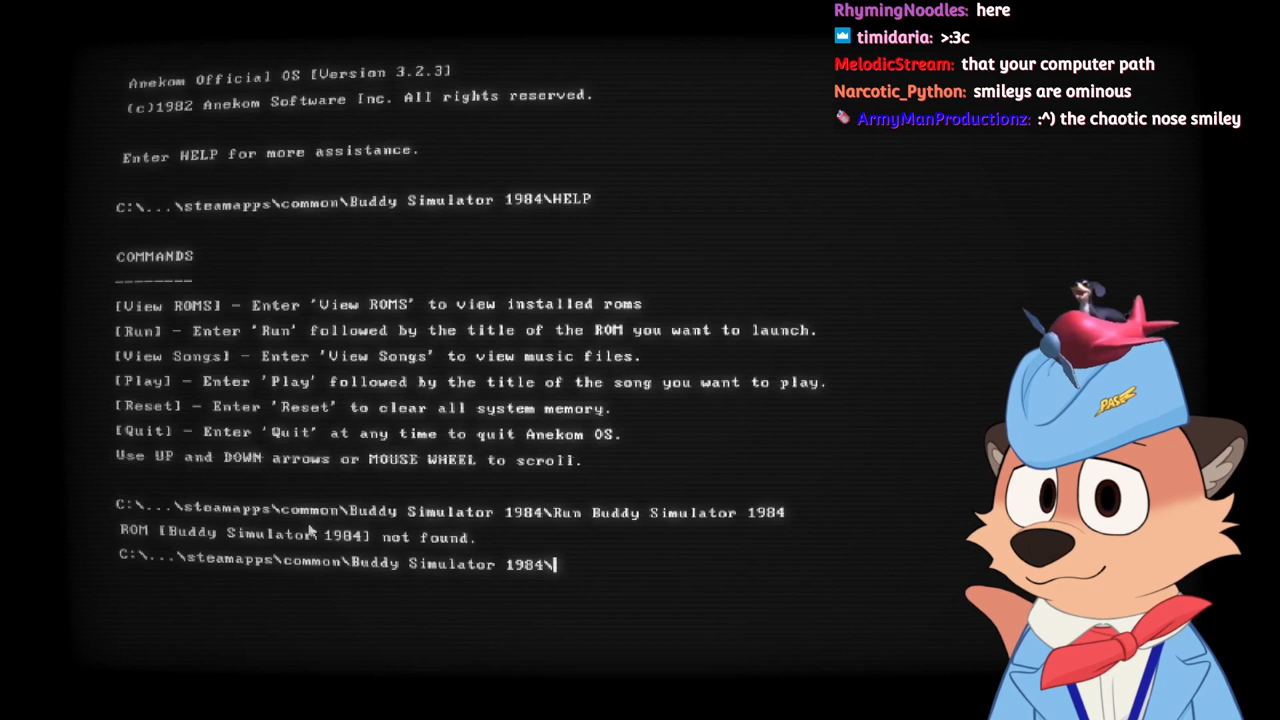 RhymingNoodles: here
timidaria: >:3c
MelodicStream: that your computer path
Narcotic_Python: smileys are ominous
ArmyManProductionz: :^) the chaotic nose smiley
Anekom Official OS [Version 3.2.3]
(c)1982 Anekom Software Inc. All rights reserved.
Enter HELP for more assistance.
C:\...\steamapps\common\Buddy Simulator 1984\HELP
COMMANDS
--------
[View ROMS] - Enter 'View ROMS' to view installed roms
[Run] - Enter 'Run' followed by the title of the ROM you want to launch.
[View Songs] - Enter 'View Songs' to view music files.
[Play] - Enter 'Play' followed by the title of the song you want to play.
[Reset] - Enter 'Reset' to clear all system memory.
[Quit] - Enter 'Quit' at any time to quit Anekom OS.
Use UP and DOWN arrows or MOUSE WHEEL to scroll.
C:\...\steamapps\common\Buddy Simulator 1984\Run Buddy Simulator 1984
ROM [Buddy Simulator 1984] not found.
C:\...\steamapps\common\Buddy Simulator 1984\